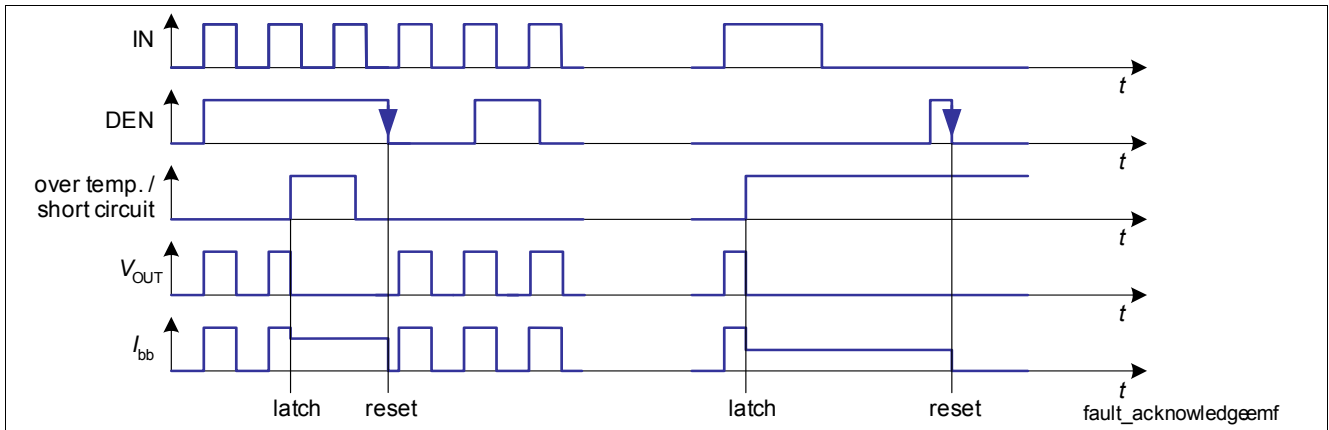 IN
t
DEN
t
over temp. /
short circuit
t
VOUT
t
Ibb
t
latch reset latch reset fault_acknowledgeemf